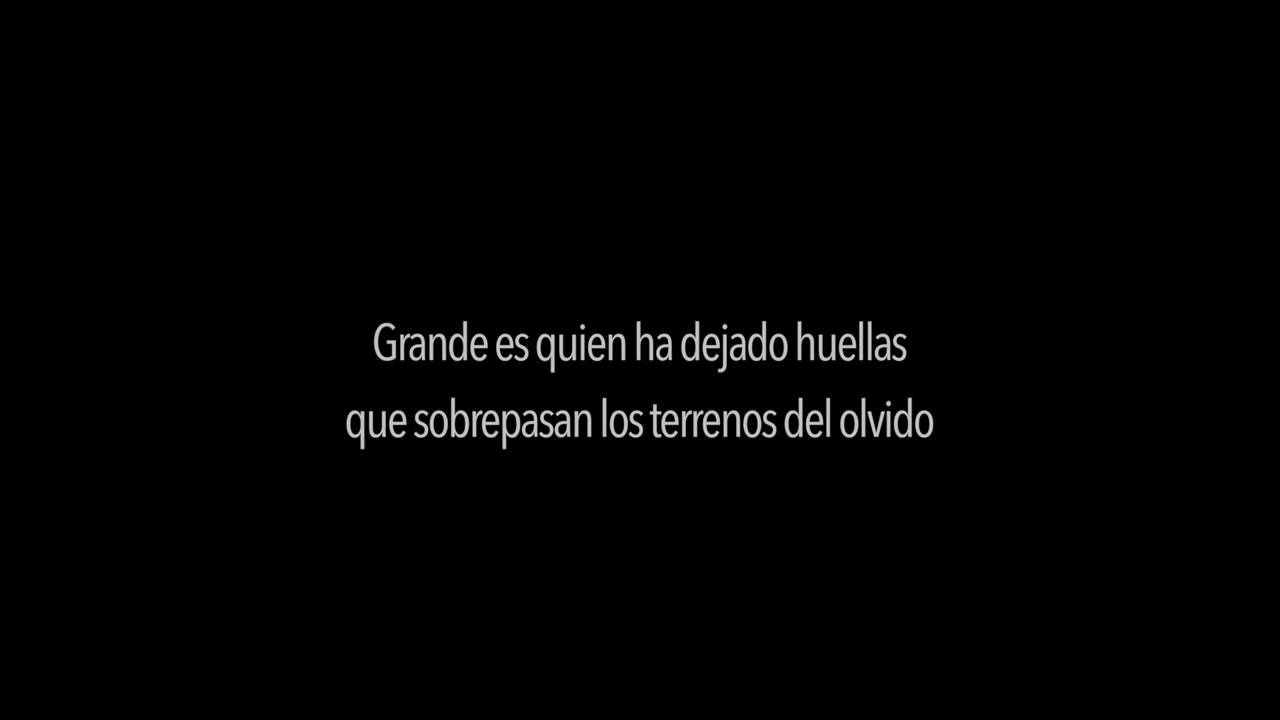 Grande es quien ha dejado huellas
que sobrepasan los terrenos del olvido